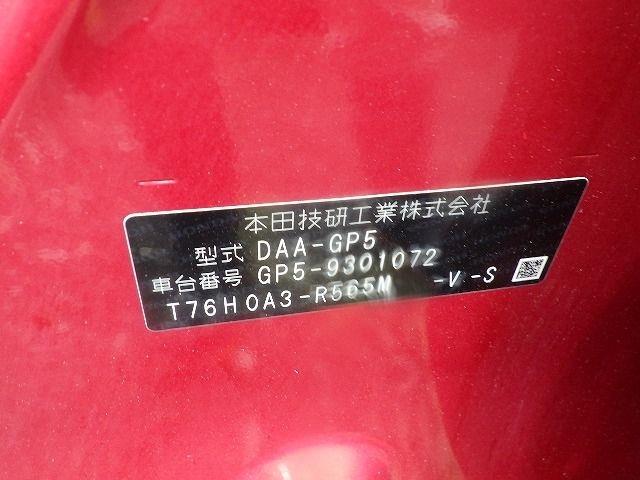 本田技研工業株式会社
型式 DAA-GP5
車台番号 GP5-9301072
T76H0A3-R565M -V-S